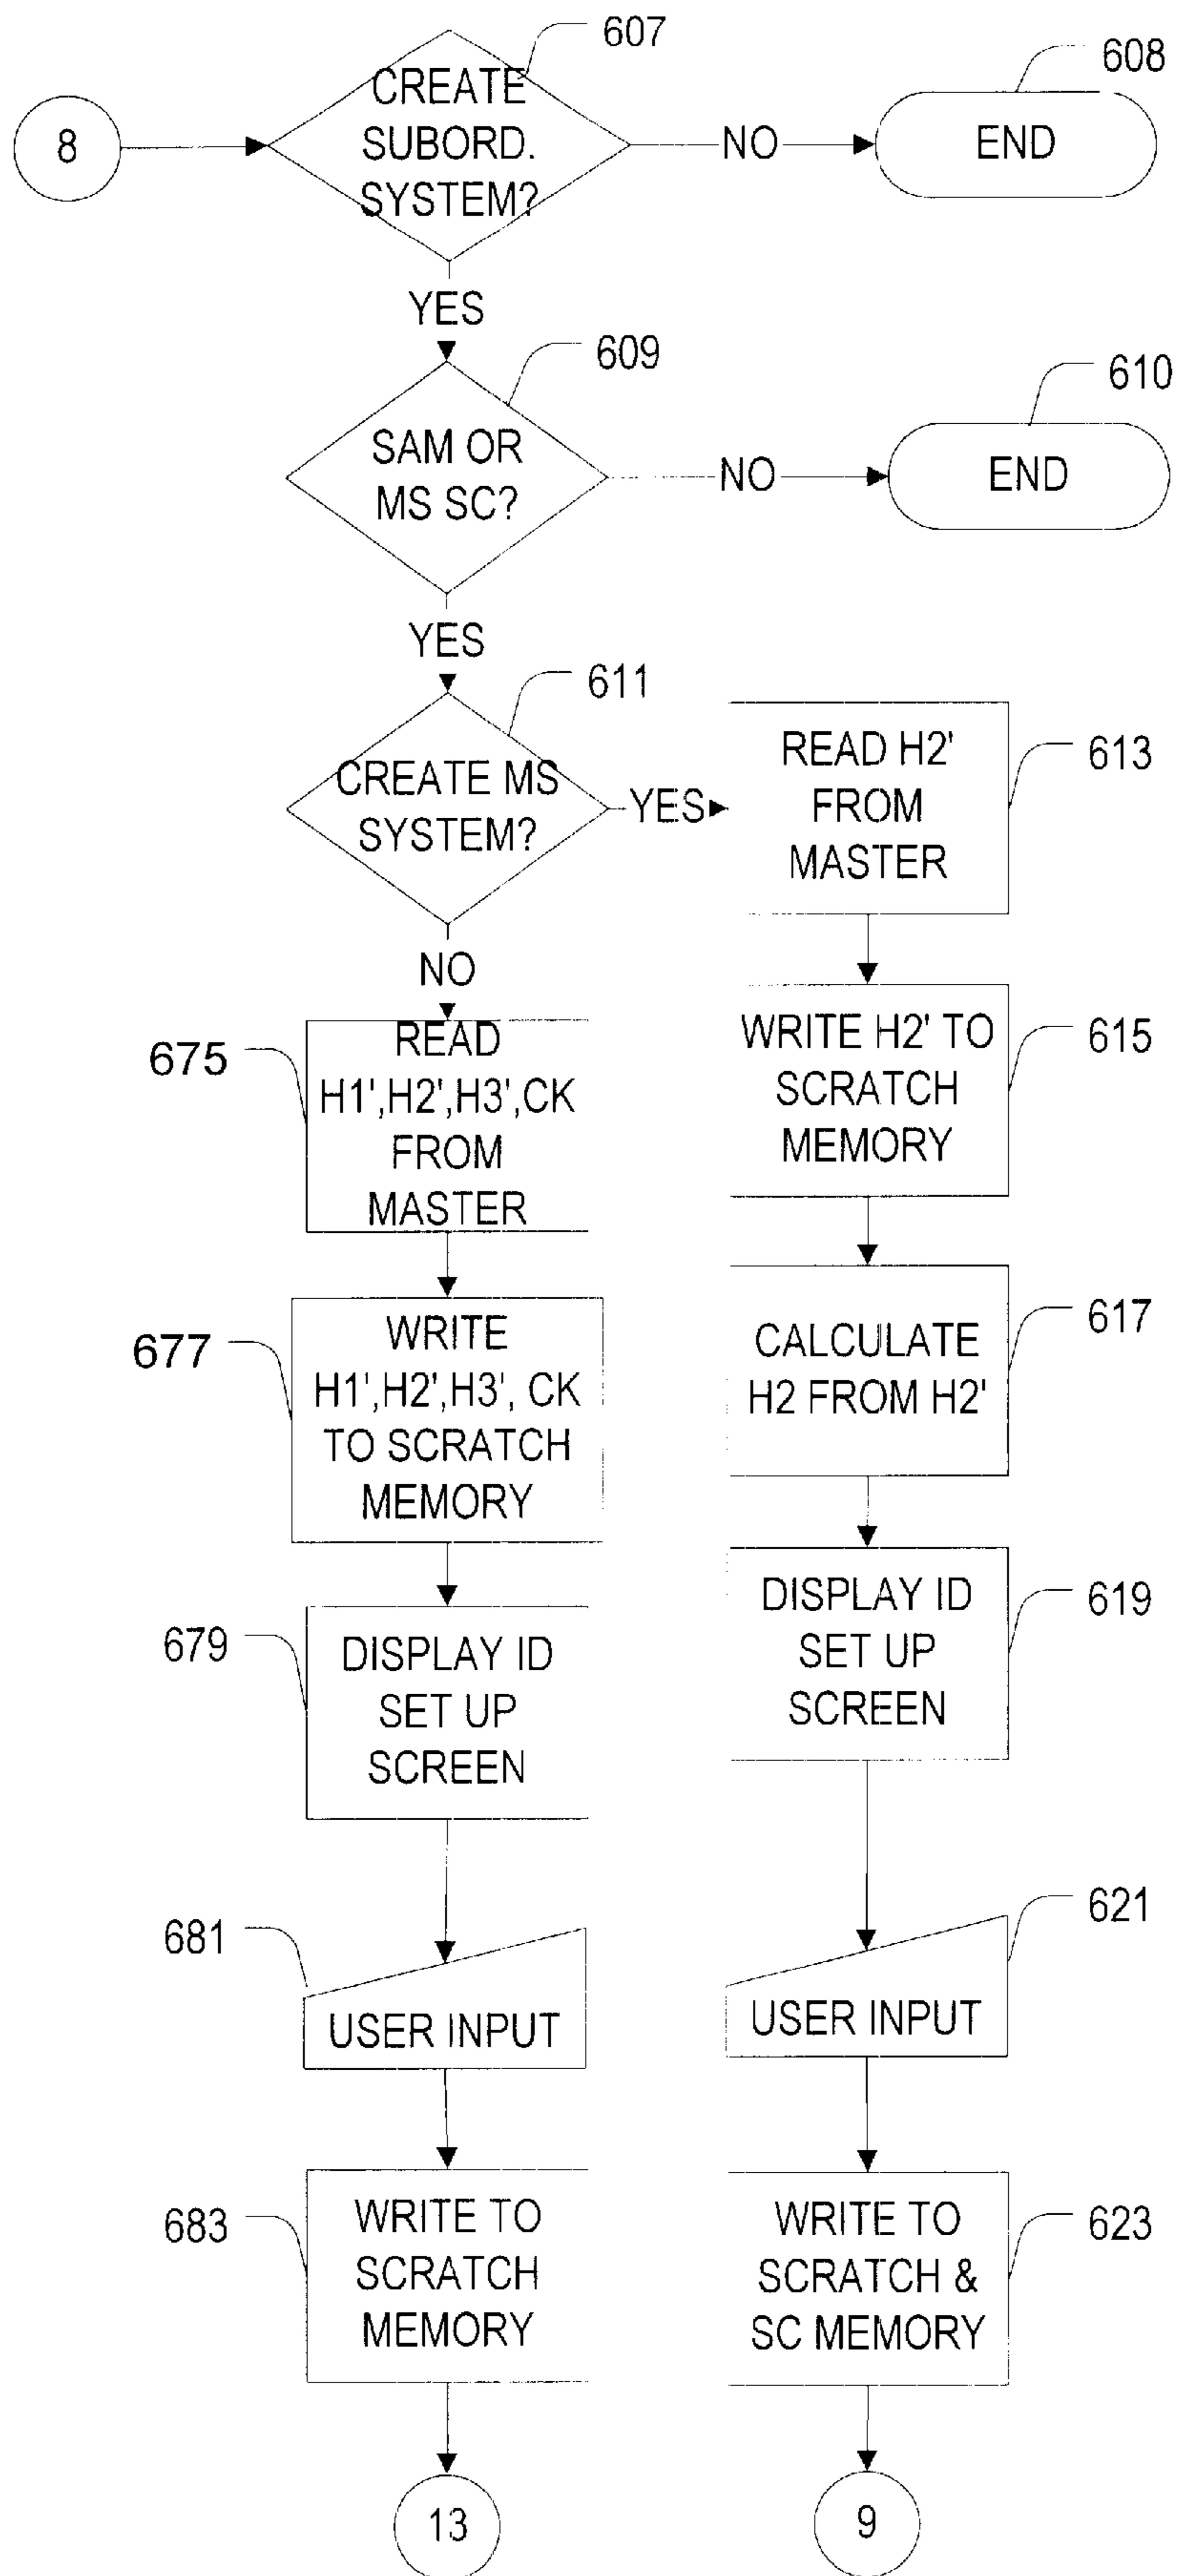 607
608
8
CREATE
SUBORD.
SYSTEM?
NO
END
YES
609
610
SAM OR
MS SC?
NO
END
YES
611
CREATE MS
SYSTEM?
YES
READ H2'
FROM
MASTER
613
NO
675
READ
H1',H2',H3',CK
FROM
MASTER
WRITE H2' TO
SCRATCH
MEMORY
615
677
WRITE
H1',H2',H3', CK
TO SCRATCH
MEMORY
CALCULATE
H2 FROM H2'
617
679
DISPLAY ID
SET UP
SCREEN
DISPLAY ID
SET UP
SCREEN
619
681
USER INPUT
621
USER INPUT
683
WRITE TO
SCRATCH
MEMORY
WRITE TO
SCRATCH &
SC MEMORY
623
13
9